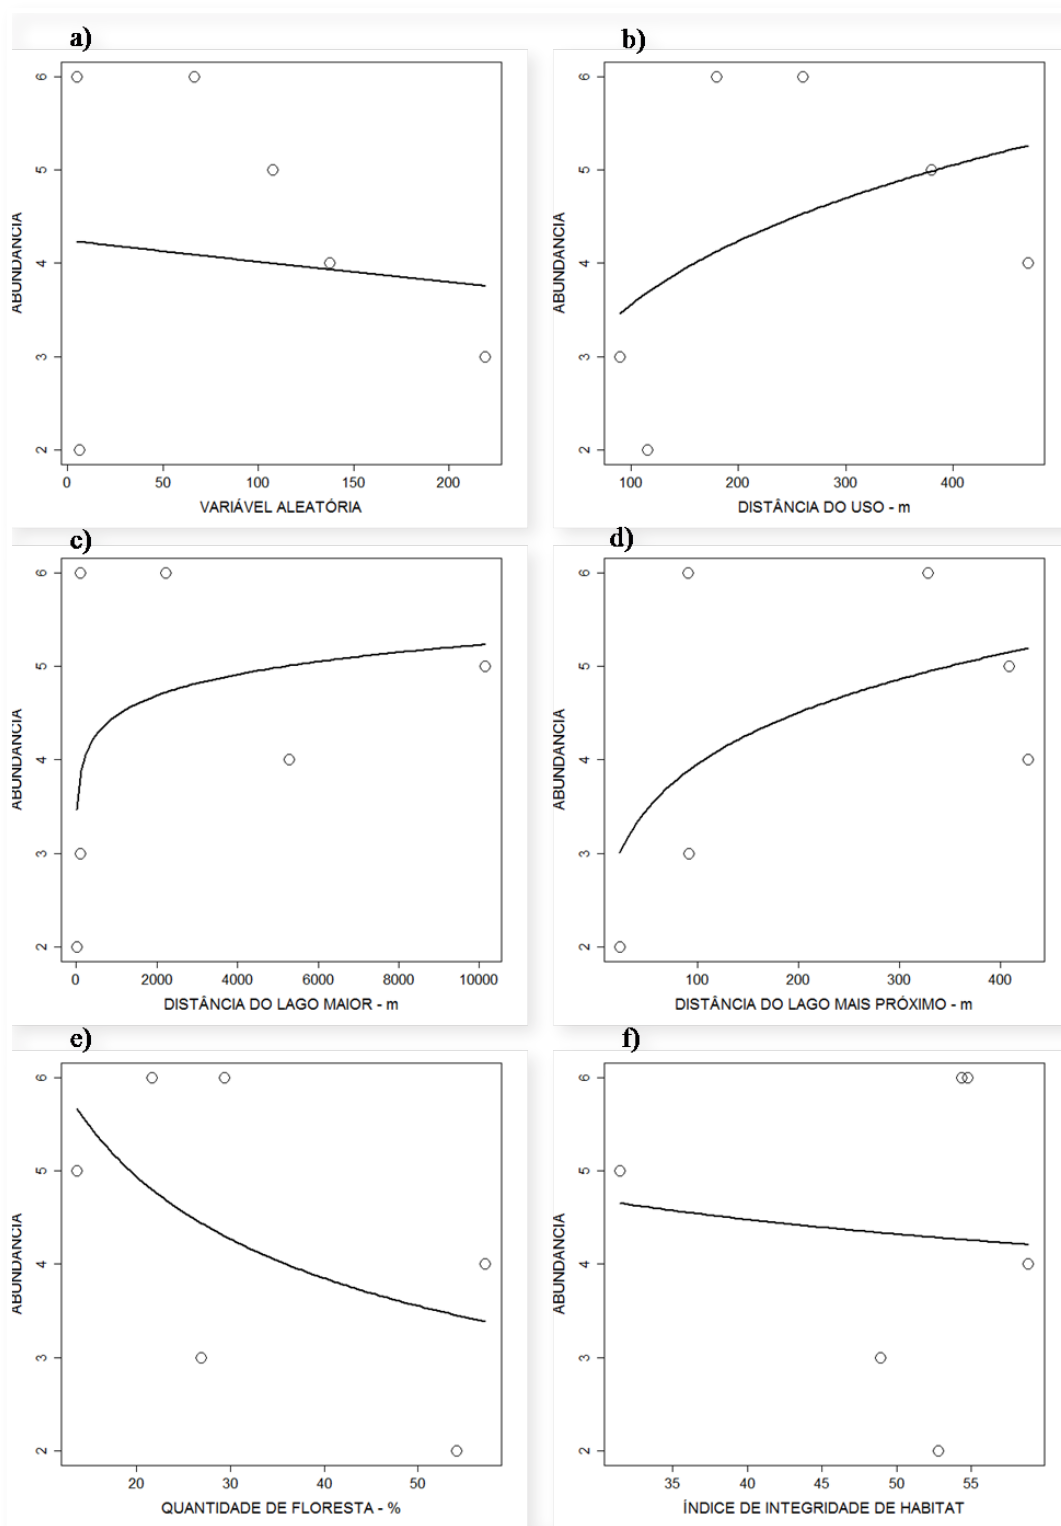 a)
b)
6
5
4
3
2
ABUNDANCIA
0 50 100 150 200
VARIÁVEL ALEATÓRIA
6
5
4
3
2
ABUNDANCIA
100 200 300 400
DISTÂNCIA DO USO - m
c)
d)
6
5
4
3
2
ABUNDANCIA
0 2000 4000 6000 8000 10000
DISTÂNCIA DO LAGO MAIOR - m
6
5
4
3
2
ABUNDANCIA
100 200 300 400
DISTÂNCIA DO LAGO MAIS PRÓXIMO - m
e)
f)
6
5
4
3
2
ABUNDANCIA
20 30 40 50
QUANTIDADE DE FLORESTA - %
6
5
4
3
2
ABUNDANCIA
35 40 45 50 55
ÍNDICE DE INTEGRIDADE DE HABITAT